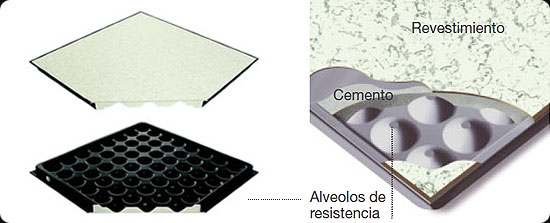 Revestimiento
Cemento
Alveolos de
resistencia